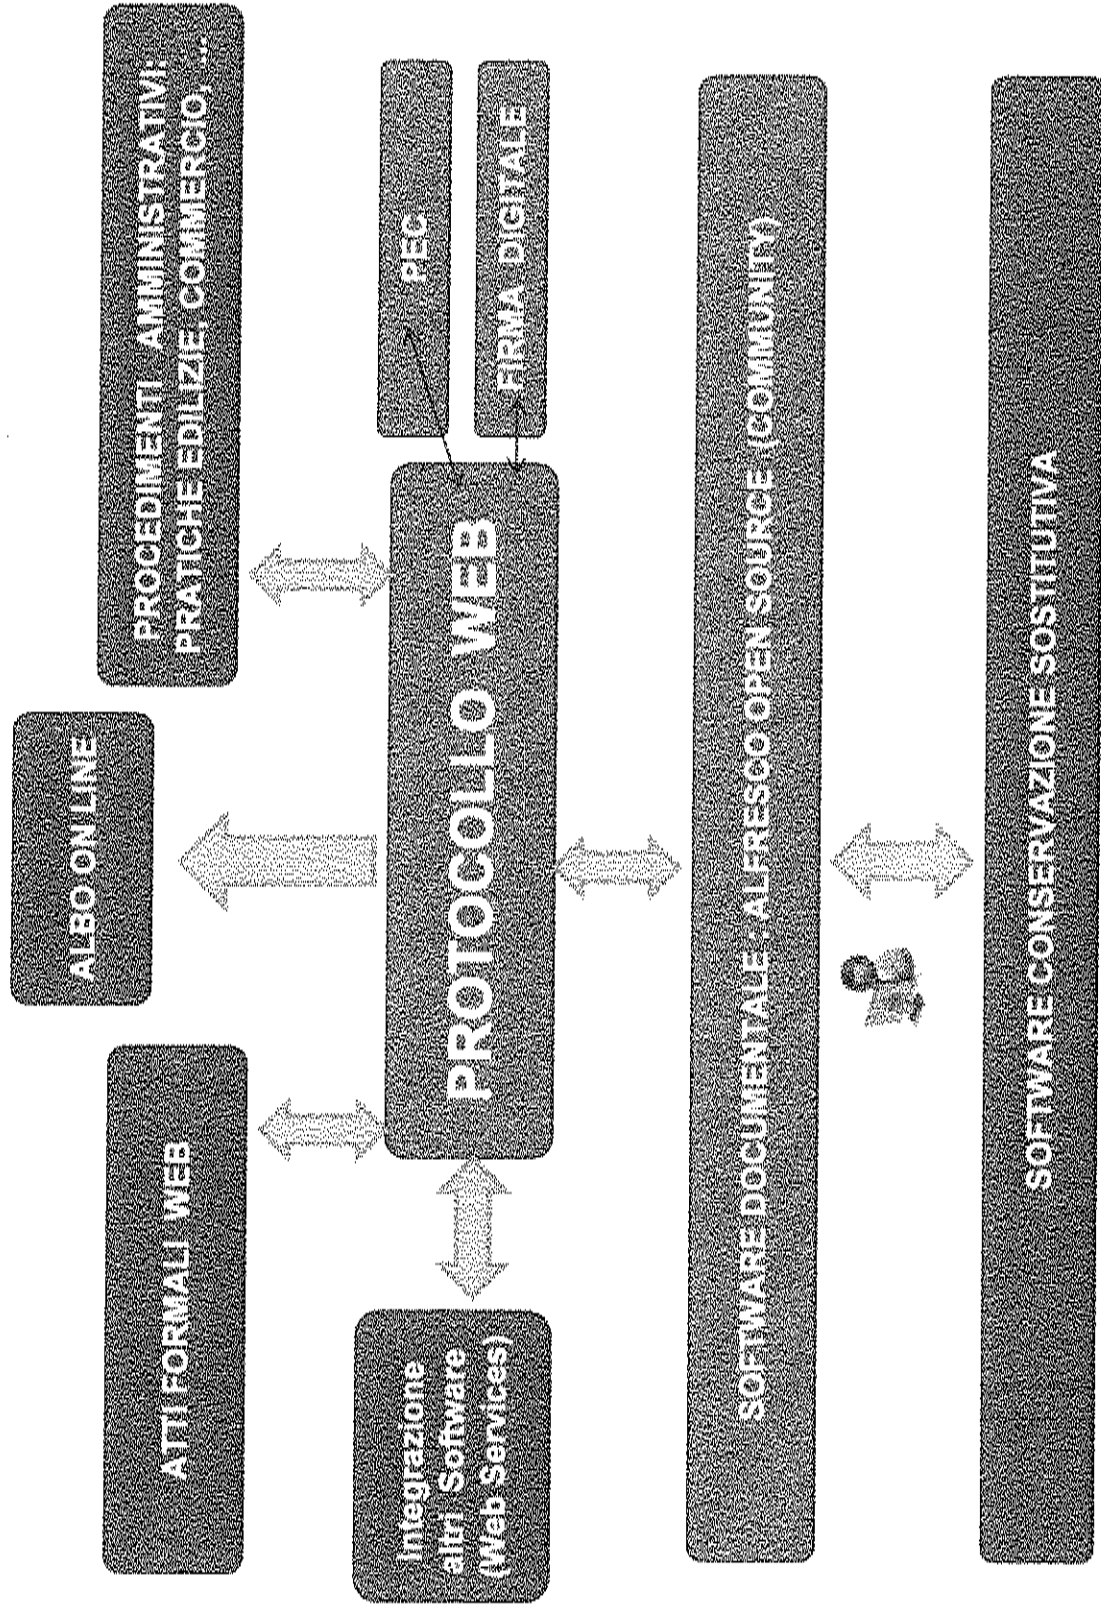 ATTI FORMALI WEB
ALBO ON LINE
PROCEDIMENTI AMMINISTRATIVI:
PRATICHE EDILIZIE, COMMERCIO, ...
Integrazione
altri Software
(Web Services)
PROTOCOLLO WEB
PEC
FIRMA DIGITALE
SOFTWARE DOCUMENTALE : ALFRESCO OPEN SOURCE (COMMUNITY)
SOFTWARE CONSERVAZIONE SOSTITUTIVA